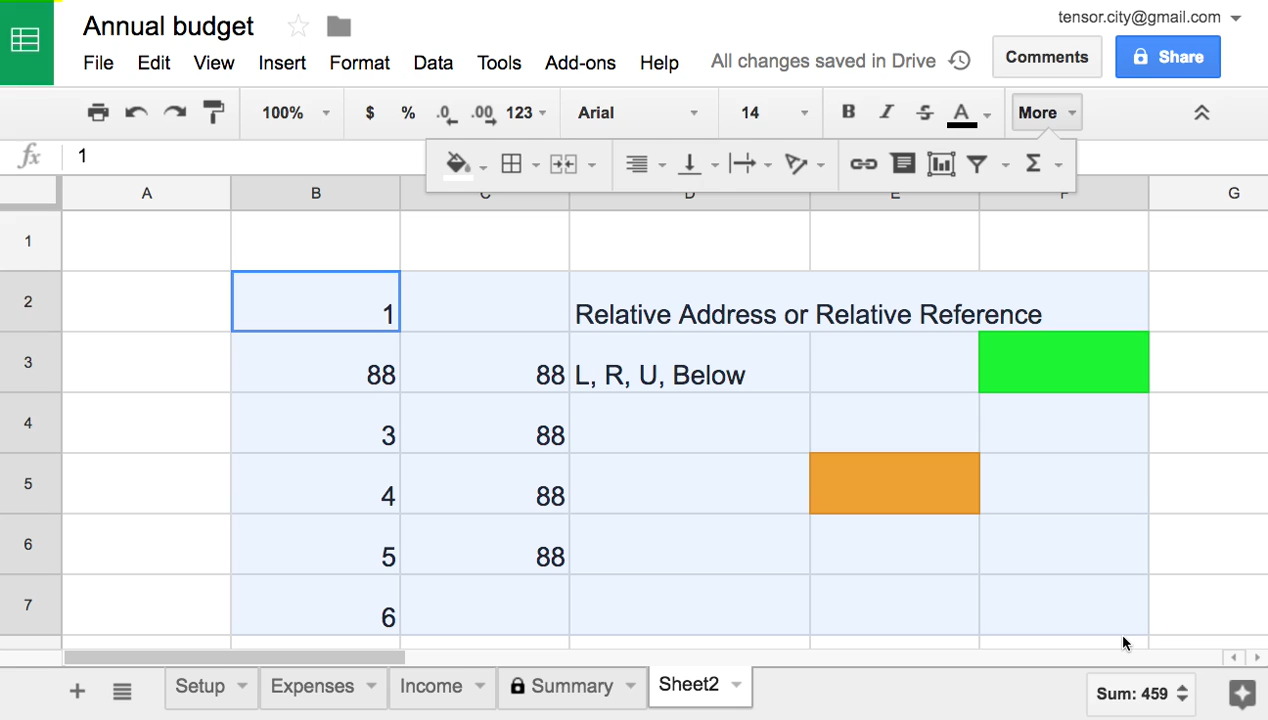 Annual budget
tensor.city@gmail.com
File Edit View Insert Format Data Tools Add-ons Help All changes saved in Drive
Comments
Share
100% $ % .0 .00 123 Arial 14 B I S A More
fx 1
A B C D E F G
1
2 1 Relative Address or Relative Reference
3 88 88 L, R, U, Below
4 3 88
5 4 88
6 5 88
7 6
+ Setup Expenses Income Summary Sheet2 Sum: 459